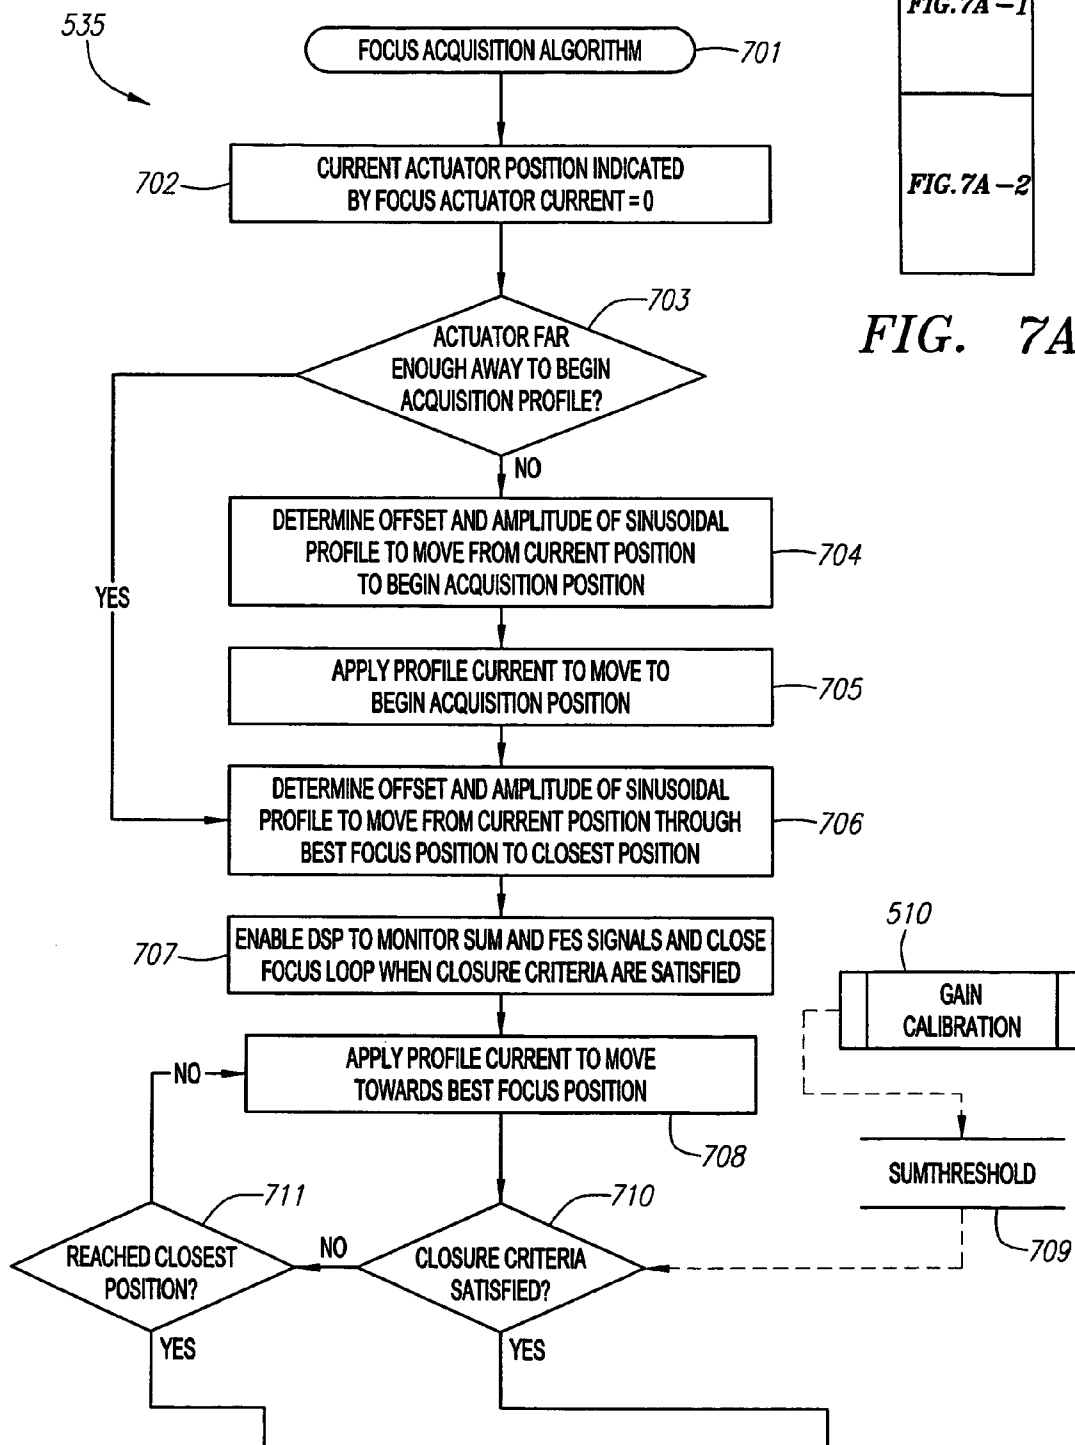 535
FOCUS ACQUISITION ALGORITHM
701
FIG. 7A-1
702
CURRENT ACTUATOR POSITION INDICATED
BY FOCUS ACTUATOR CURRENT = 0
FIG. 7A-2
FIG. 7A
703
ACTUATOR FAR
ENOUGH AWAY TO BEGIN
ACQUISITION PROFILE?
NO
YES
DETERMINE OFFSET AND AMPLITUDE OF SINUSOIDAL
PROFILE TO MOVE FROM CURRENT POSITION
TO BEGIN ACQUISITION POSITION
704
APPLY PROFILE CURRENT TO MOVE TO
BEGIN ACQUISITION POSITION
705
DETERMINE OFFSET AND AMPLITUDE OF SINUSOIDAL
PROFILE TO MOVE FROM CURRENT POSITION THROUGH
BEST FOCUS POSITION TO CLOSEST POSITION
706
707
ENABLE DSP TO MONITOR SUM AND FES SIGNALS AND CLOSE
FOCUS LOOP WHEN CLOSURE CRITERIA ARE SATISFIED
510
GAIN
CALIBRATION
NO
APPLY PROFILE CURRENT TO MOVE
TOWARDS BEST FOCUS POSITION
708
SUMTHRESHOLD
709
711
REACHED CLOSEST
POSITION?
NO
710
CLOSURE CRITERIA
SATISFIED?
YES
YES